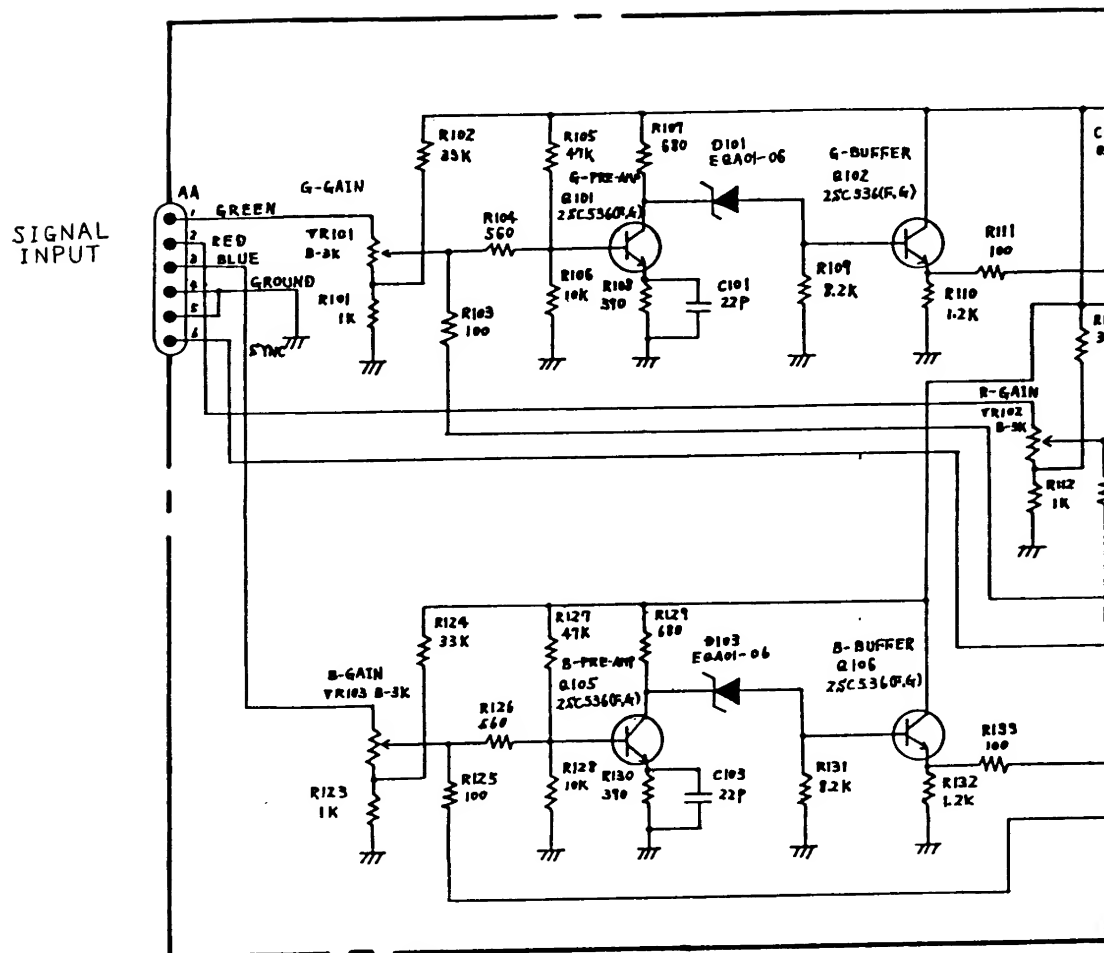 SIGNAL
INPUT
AA
1
2
3
4
5
6
GREEN
RED
BLUE
GROUND
SYNC
G-GAIN
VR101
B-3K
R101
1K
R102
33K
R103
100
R104
560
R105
47K
G-PRE-AMP
Q101
2SC536(F,G)
R106
10K
R107
680
R108
390
C101
22P
D101
EQA01-06
R109
8.2K
G-BUFFER
Q102
2SC536(F,G)
R110
1.2K
R111
100
R-GAIN
VR102
B-3K
R112
1K
R124
33K
B-GAIN
VR103 B-3K
R123
1K
R126
560
R125
100
R127
47K
B-PRE-AMP
Q105
2SC536(F,G)
R128
10K
R129
680
R130
390
C103
22P
D103
EQA01-06
R131
8.2K
B-BUFFER
Q106
2SC536(F,G)
R132
1.2K
R133
100